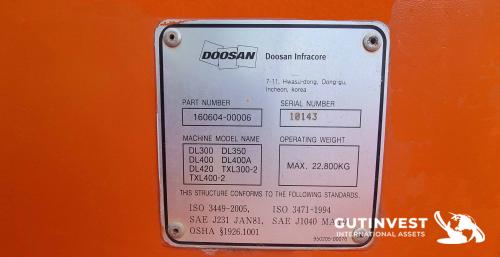 DOOSAN Doosan Infracore
7-11, Hwasu-dong, Dong-gu,
Incheon, korea
PART NUMBER SERIAL NUMBER
160604-00006 10143
MACHINE MODEL NAME OPERATING WEIGHT
DL300 DL350
DL400 DL400A
DL420 TXL300-2
TXL400-2
MAX. 22,800KG
THIS STRUCTURE CONFORMS TO THE FOLLOWING STANDARDS.
ISO 3449-2005, ISO 3471-1994
SAE J231 JAN81, SAE J1040
OSHA §1926.1001
950205-00076
GUTINVEST
INTERNATIONAL ASSETS